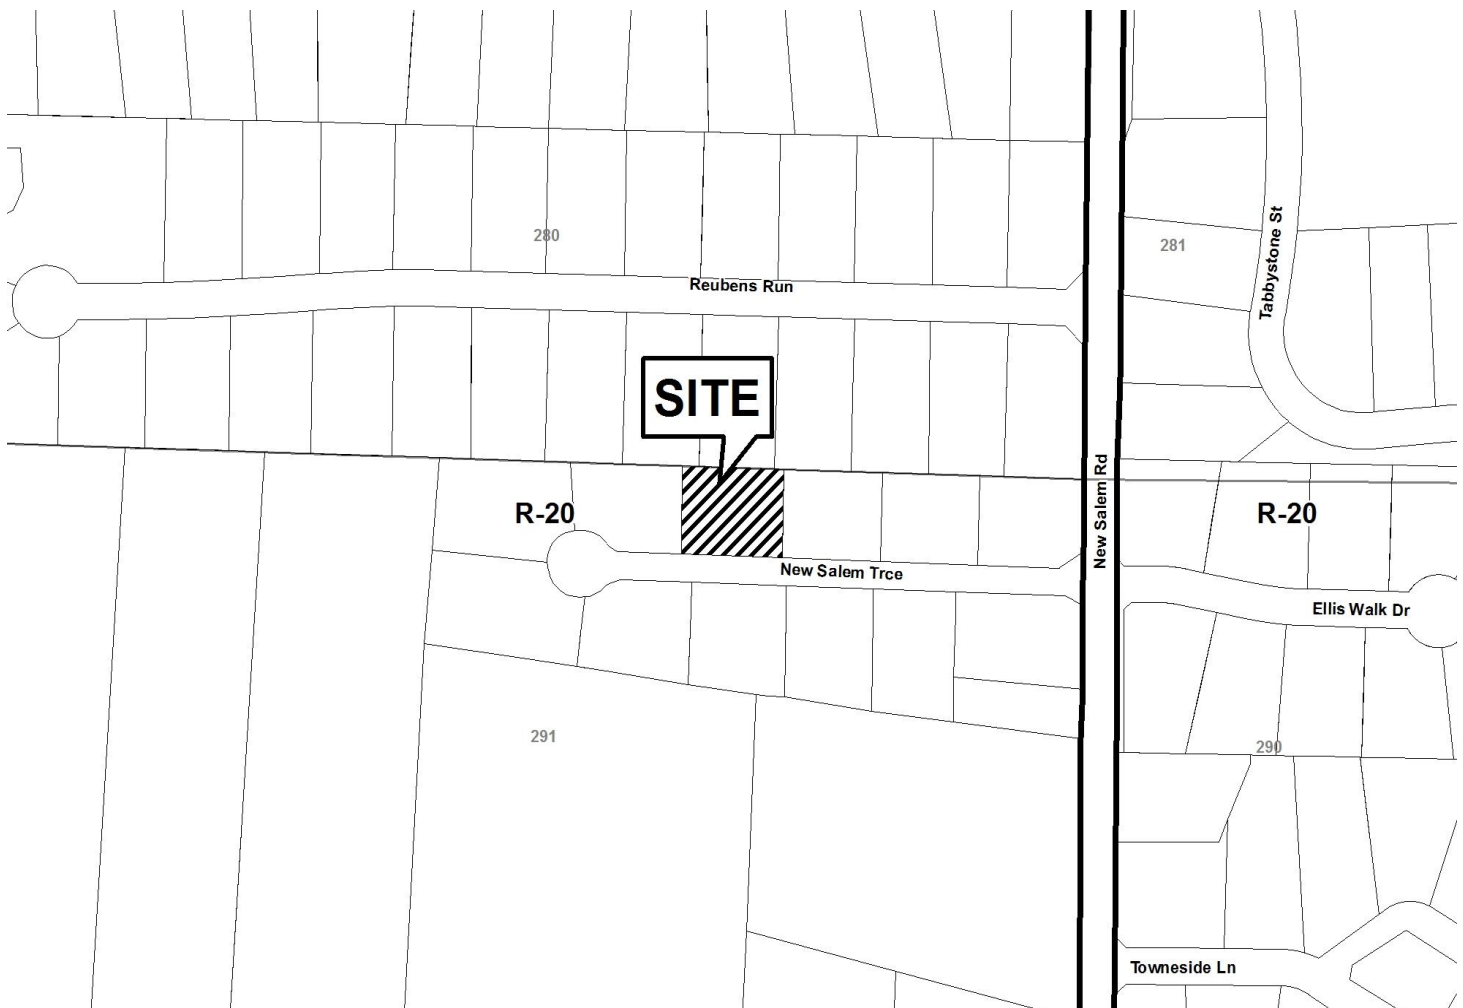 280
281
Tabbystone St
Reubens Run
SITE
New Salem Rd
R-20
R-20
New Salem Trce
Ellis Walk Dr
291
290
Towneside Ln